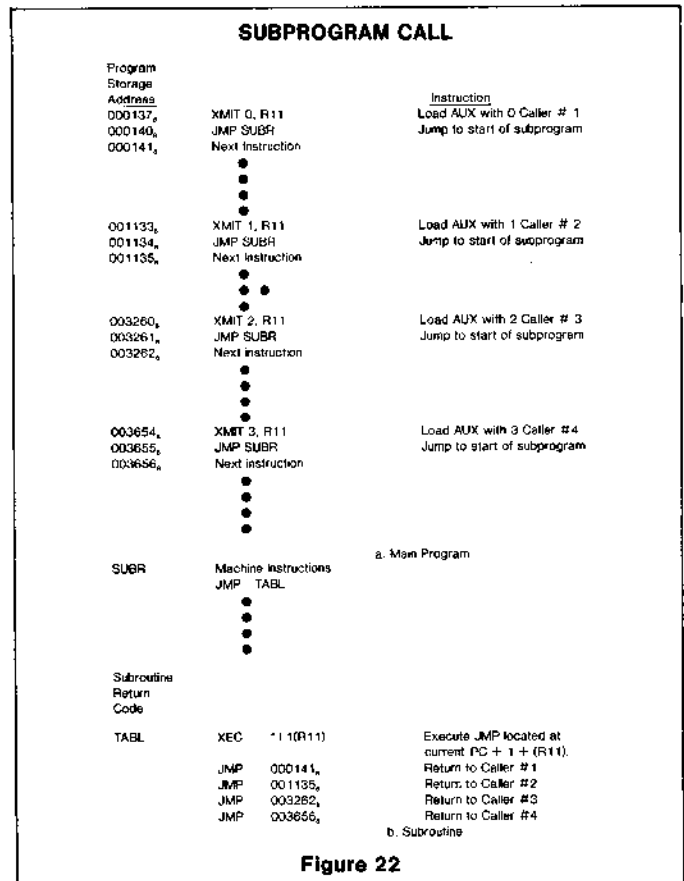 SUBPROGRAM CALL
Program
Storage
Address Instruction
000137₈ XMIT 0, R11 Load AUX with 0 Caller # 1
000140₈ JMP SUBR Jump to start of subprogram
000141₈ Next Instruction
001133₈ XMIT 1, R11 Load AUX with 1 Caller # 2
001134₈ JMP SUBR Jump to start of subprogram
001135₈ Next Instruction
003260₈ XMIT 2, R11 Load AUX with 2 Caller # 3
003261₈ JMP SUBR Jump to start of subprogram
003262₈ Next instruction
003654₈ XMIT 3, R11 Load AUX with 3 Caller #4
003655₈ JMP SUBR Jump to start of subprogram
003656₈ Next instruction
a. Main Program
SUBR Machine Instructions
JMP TABL
Subroutine
Return
Code
TABL XEC *+1(R11) Execute JMP located at
current PC + 1 + (R11).
JMP 000141₈ Return to Caller #1
JMP 001135₈ Return to Caller #2
JMP 003262₈ Return to Caller #3
JMP 003656₈ Return to Caller #4
b. Subroutine
Figure 22